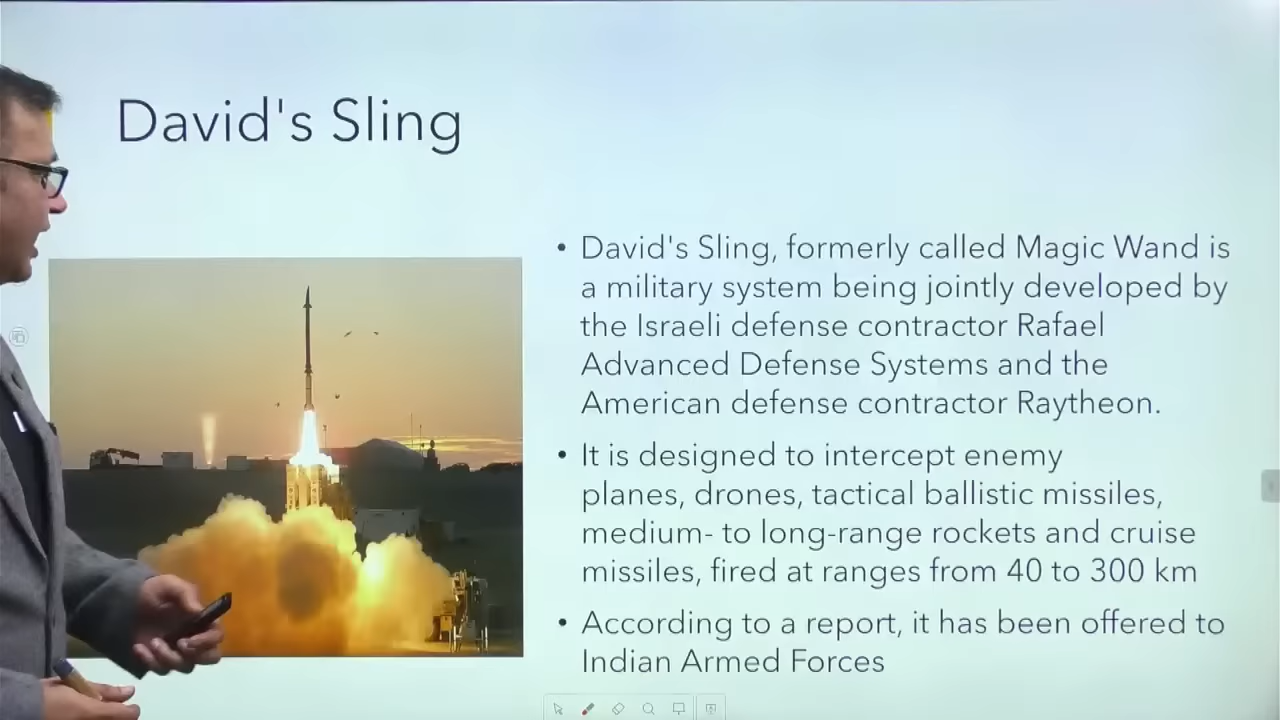 David's Sling
• David's Sling, formerly called Magic Wand is
a military system being jointly developed by
the Israeli defense contractor Rafael
Advanced Defense Systems and the
American defense contractor Raytheon.
• It is designed to intercept enemy
planes, drones, tactical ballistic missiles,
medium- to long-range rockets and cruise
missiles, fired at ranges from 40 to 300 km
• According to a report, it has been offered to
Indian Armed Forces